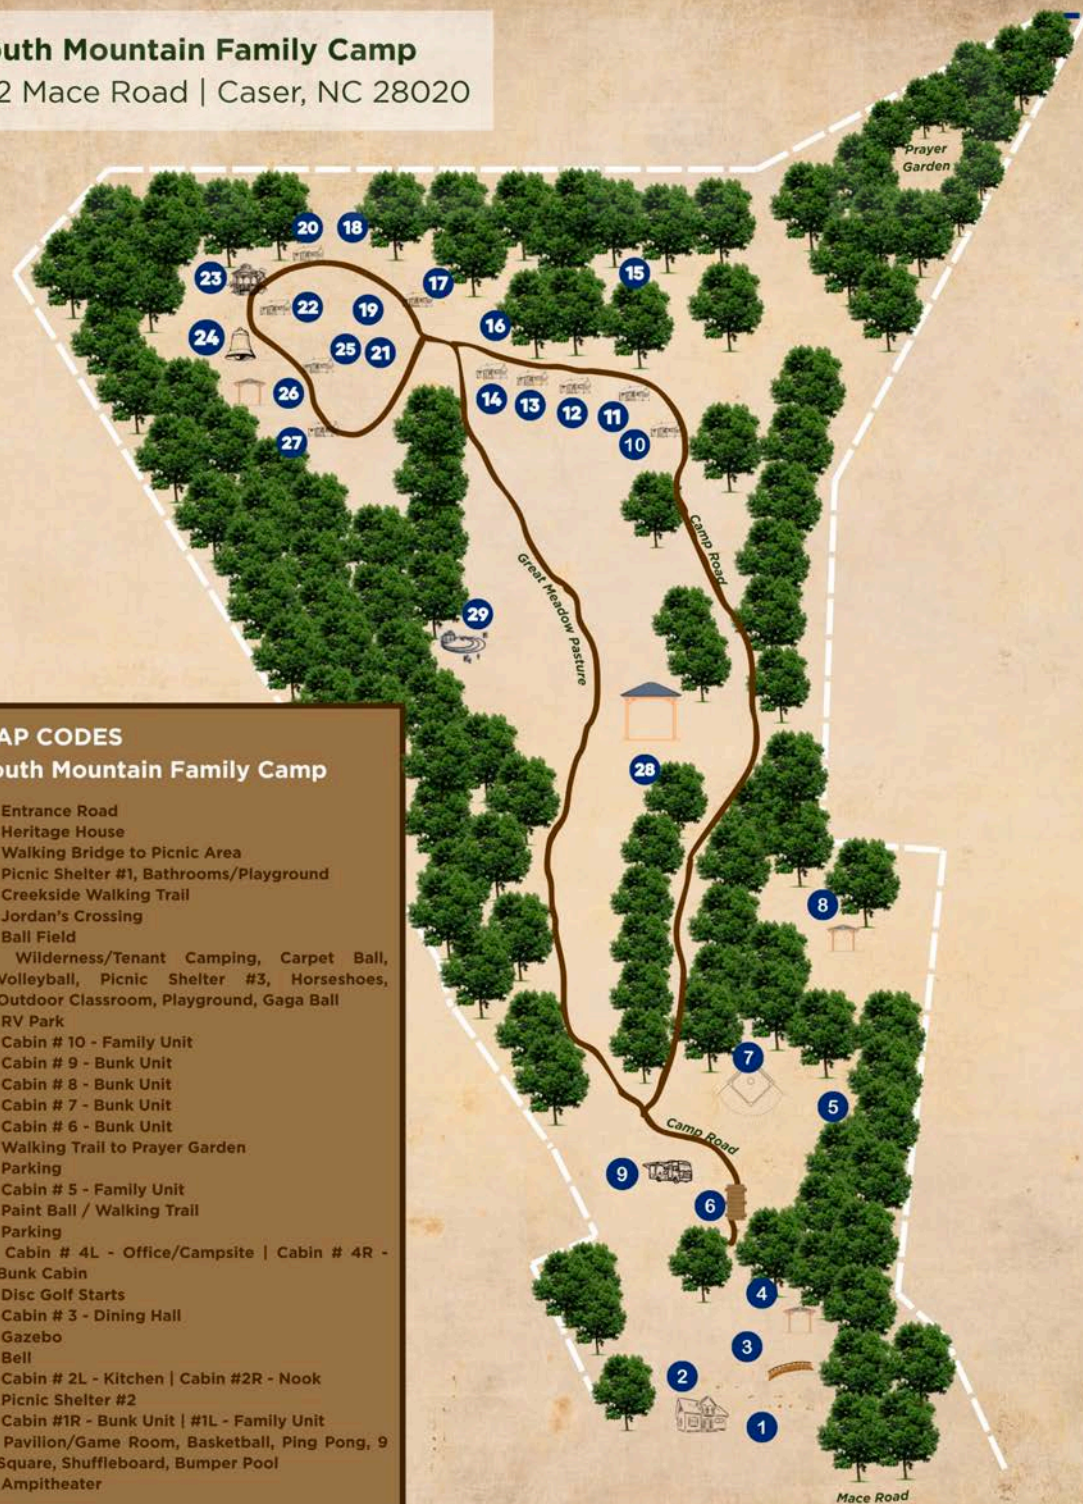 outh Mountain Family Camp
2 Mace Road | Caser, NC 28020
Prayer
Garden
20
18
23
17
15
22
19
24
16
25
21
26
14
13
12
11
27
10
Camp Road
Great Meadow Pasture
29
28
8
7
5
Camp Road
9
6
4
3
2
1
Mace Road
AP CODES
outh Mountain Family Camp
Entrance Road
Heritage House
Walking Bridge to Picnic Area
Picnic Shelter #1, Bathrooms/Playground
Creekside Walking Trail
Jordan's Crossing
Ball Field
Wilderness/Tenant Camping, Carpet Ball,
Volleyball, Picnic Shelter #3, Horseshoes,
Outdoor Classroom, Playground, Gaga Ball
RV Park
Cabin # 10 - Family Unit
Cabin # 9 - Bunk Unit
Cabin # 8 - Bunk Unit
Cabin # 7 - Bunk Unit
Cabin # 6 - Bunk Unit
Walking Trail to Prayer Garden
Parking
Cabin # 5 - Family Unit
Paint Ball / Walking Trail
Parking
Cabin # 4L - Office/Campsite | Cabin # 4R -
Bunk Cabin
Disc Golf Starts
Cabin # 3 - Dining Hall
Gazebo
Bell
Cabin # 2L - Kitchen | Cabin #2R - Nook
Picnic Shelter #2
Cabin #1R - Bunk Unit | #1L - Family Unit
Pavilion/Game Room, Basketball, Ping Pong, 9
Square, Shuffleboard, Bumper Pool
Ampitheater